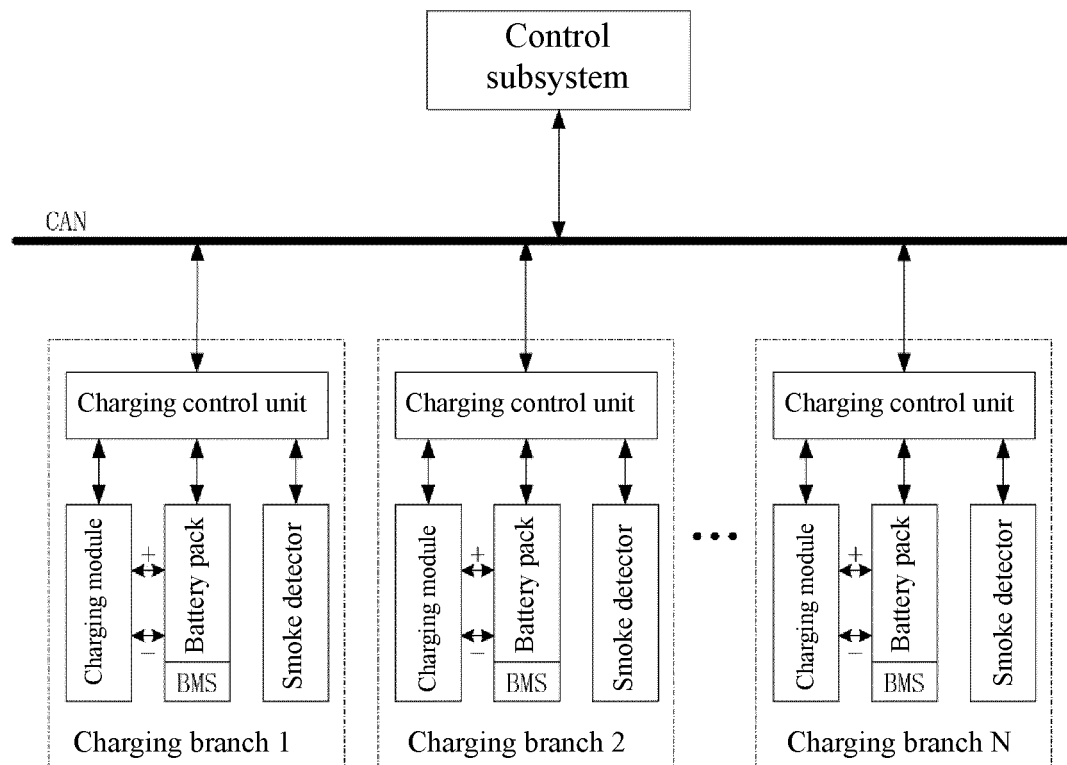 Control
subsystem
CAN
Charging control unit
Charging module
+
−
Battery pack
BMS
Smoke detector
Charging branch 1
Charging control unit
Charging module
+
−
Battery pack
BMS
Smoke detector
Charging branch 2
•••
Charging control unit
Charging module
+
−
Battery pack
BMS
Smoke detector
Charging branch N